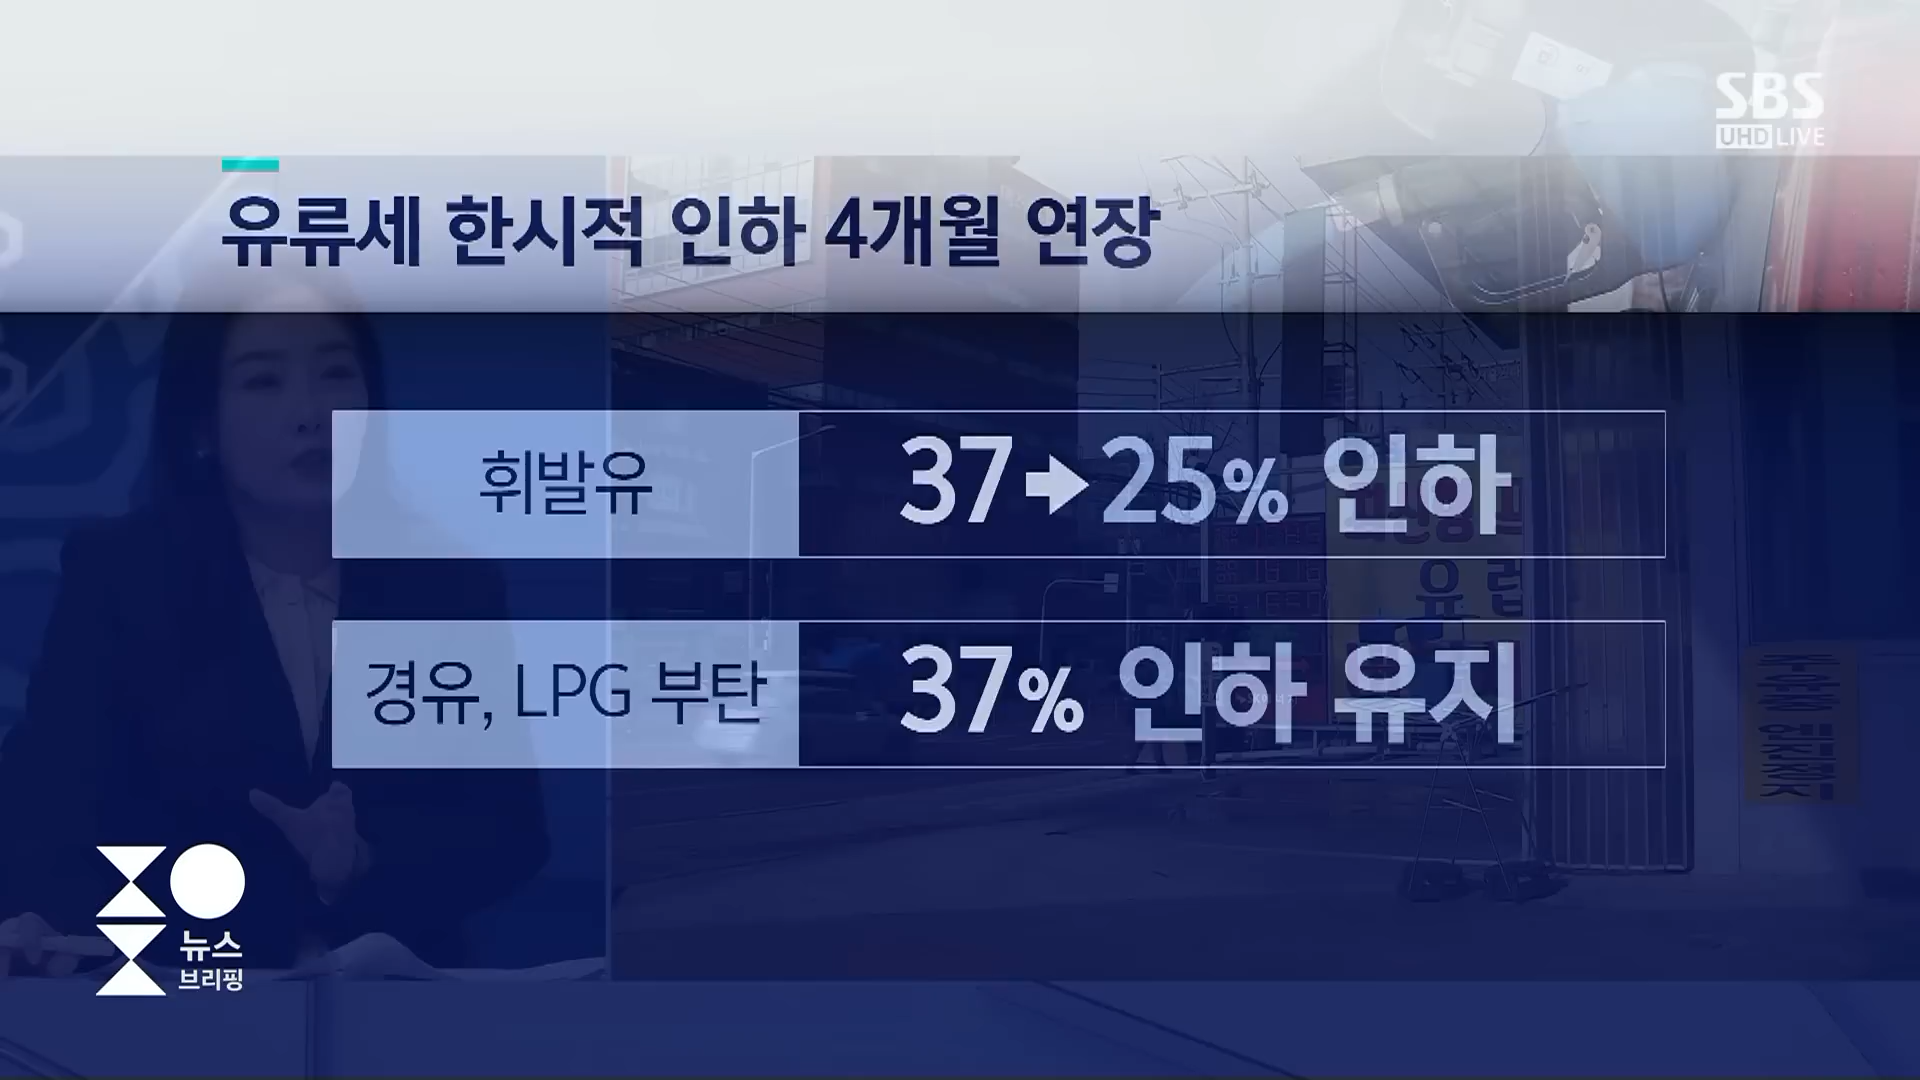 SBS
UHD LIVE
유류세 한시적 인하 4개월 연장
휘발유
37➡25% 인하
경유, LPG 부탄
37% 인하 유지
뉴스
브리핑